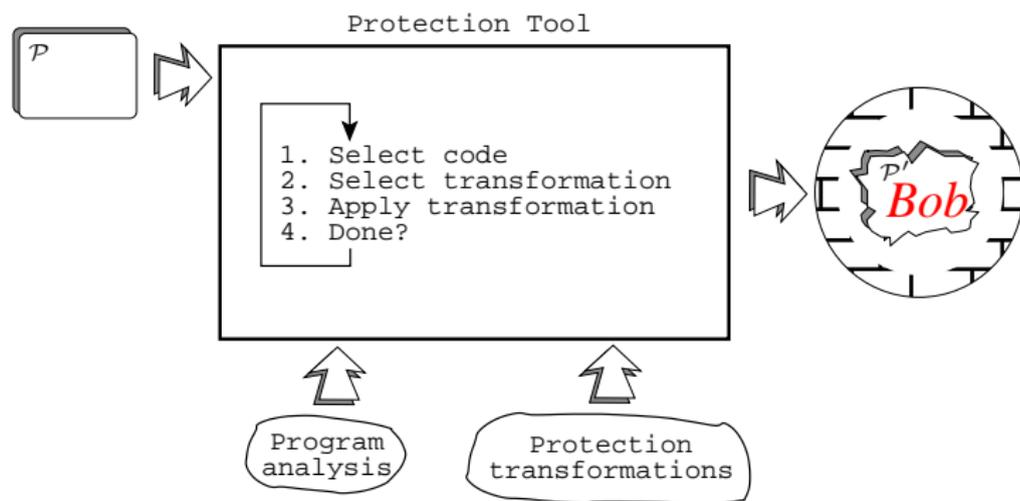 Protection Tool
𝒫
1. Select code
2. Select transformation
3. Apply transformation
4. Done?
𝒫′
Bob
Program
analysis
Protection
transformations